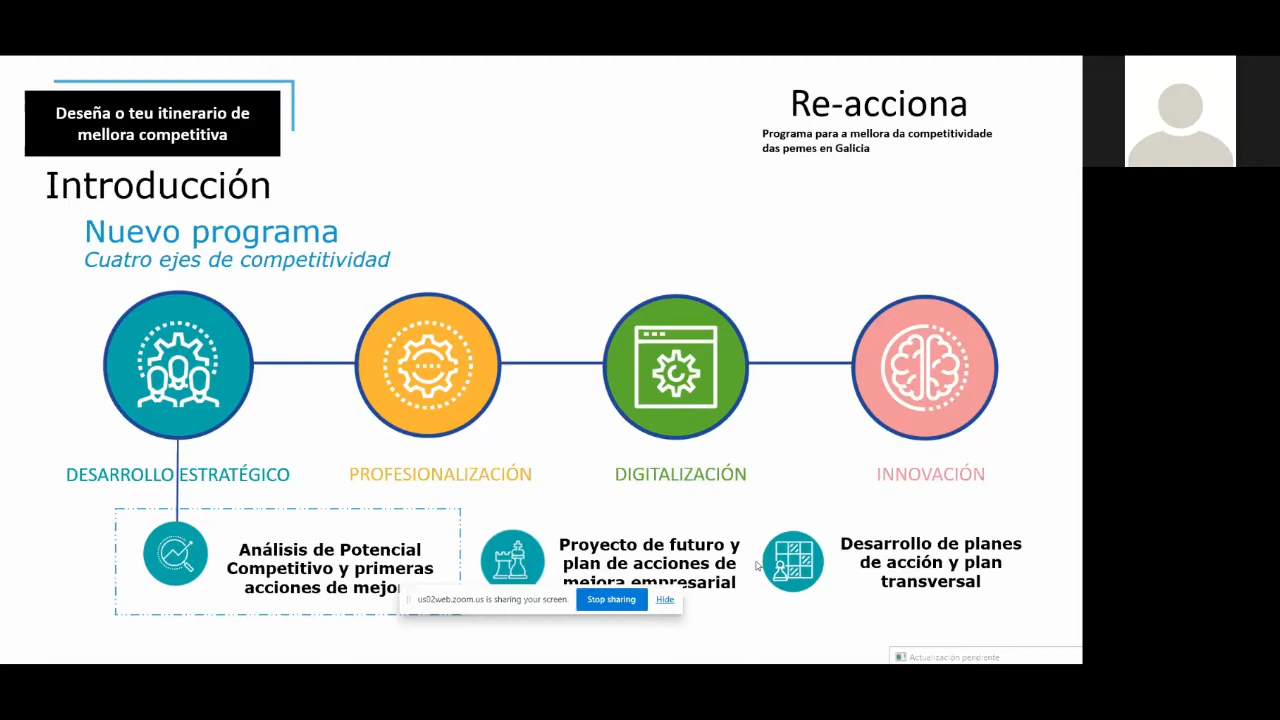 Deseña o teu itinerario de
mellora competitiva
Re-acciona
Programa para a mellora da competitividade
das pemes en Galicia
Introducción
Nuevo programa
Cuatro ejes de competitividad
DESARROLLO ESTRATÉGICO
PROFESIONALIZACIÓN
DIGITALIZACIÓN
INNOVACIÓN
Análisis de Potencial
Competitivo y primeras
acciones de mejo
Proyecto de futuro y
plan de acciones de
mejora empresarial
Desarrollo de planes
de acción y plan
transversal
us02web.zoom.us is sharing your screen.
Stop sharing
Hide
Actualización pendiente